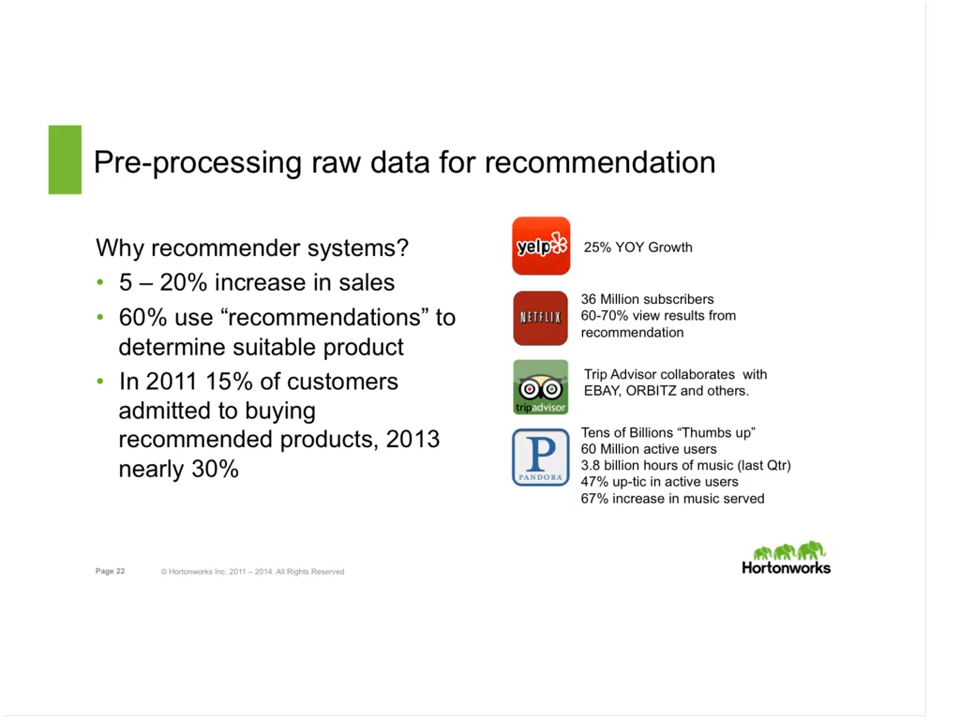 Pre-processing raw data for recommendation
Why recommender systems?
• 5 – 20% increase in sales
• 60% use “recommendations” to
determine suitable product
• In 2011 15% of customers
admitted to buying
recommended products, 2013
nearly 30%
yelp
25% YOY Growth
NETFLIX
36 Million subscribers
60-70% view results from
recommendation
tripadvisor
Trip Advisor collaborates with
EBAY, ORBITZ and others.
P
PANDORA
Tens of Billions “Thumbs up”
60 Million active users
3.8 billion hours of music (last Qtr)
47% up-tic in active users
67% increase in music served
Page 22
© Hortonworks Inc. 2011 – 2014. All Rights Reserved
Hortonworks